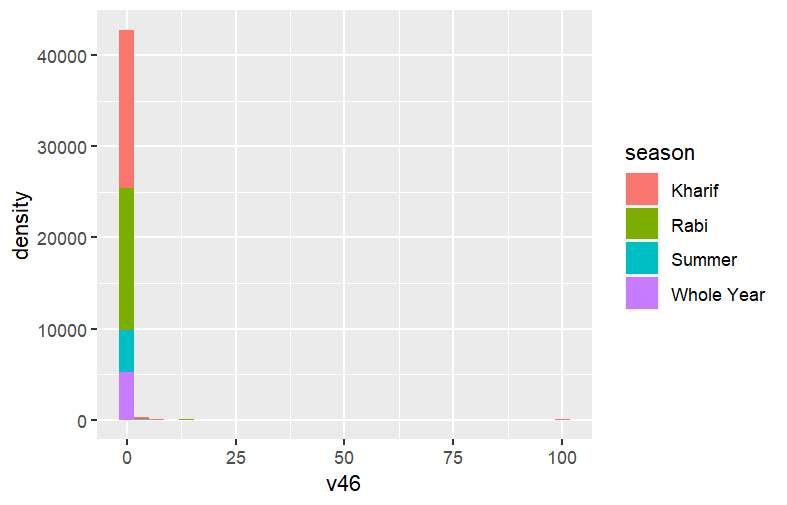 40000
30000
20000
10000
0
density
0 25 50 75 100
v46
season
Kharif
Rabi
Summer
Whole Year